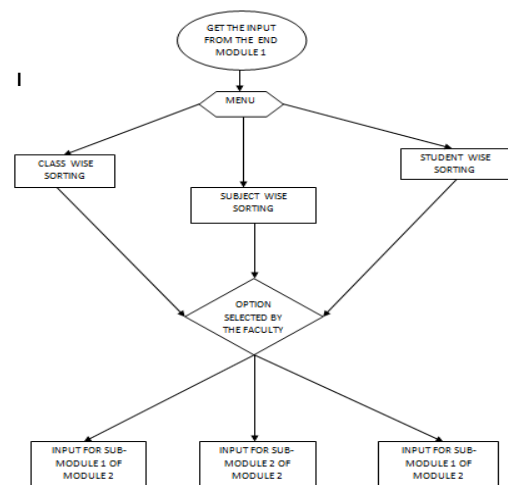 GET THE INPUT
FROM THE END
MODULE 1
I
MENU
CLASS WISE
SORTING
SUBJECT WISE
SORTING
STUDENT WISE
SORTING
OPTION
SELECTED BY
THE FACULTY
INPUT FOR SUB-
MODULE 1 OF
MODULE 2
INPUT FOR SUB-
MODULE 2 OF
MODULE 2
INPUT FOR SUB-
MODULE 1 OF
MODULE 2